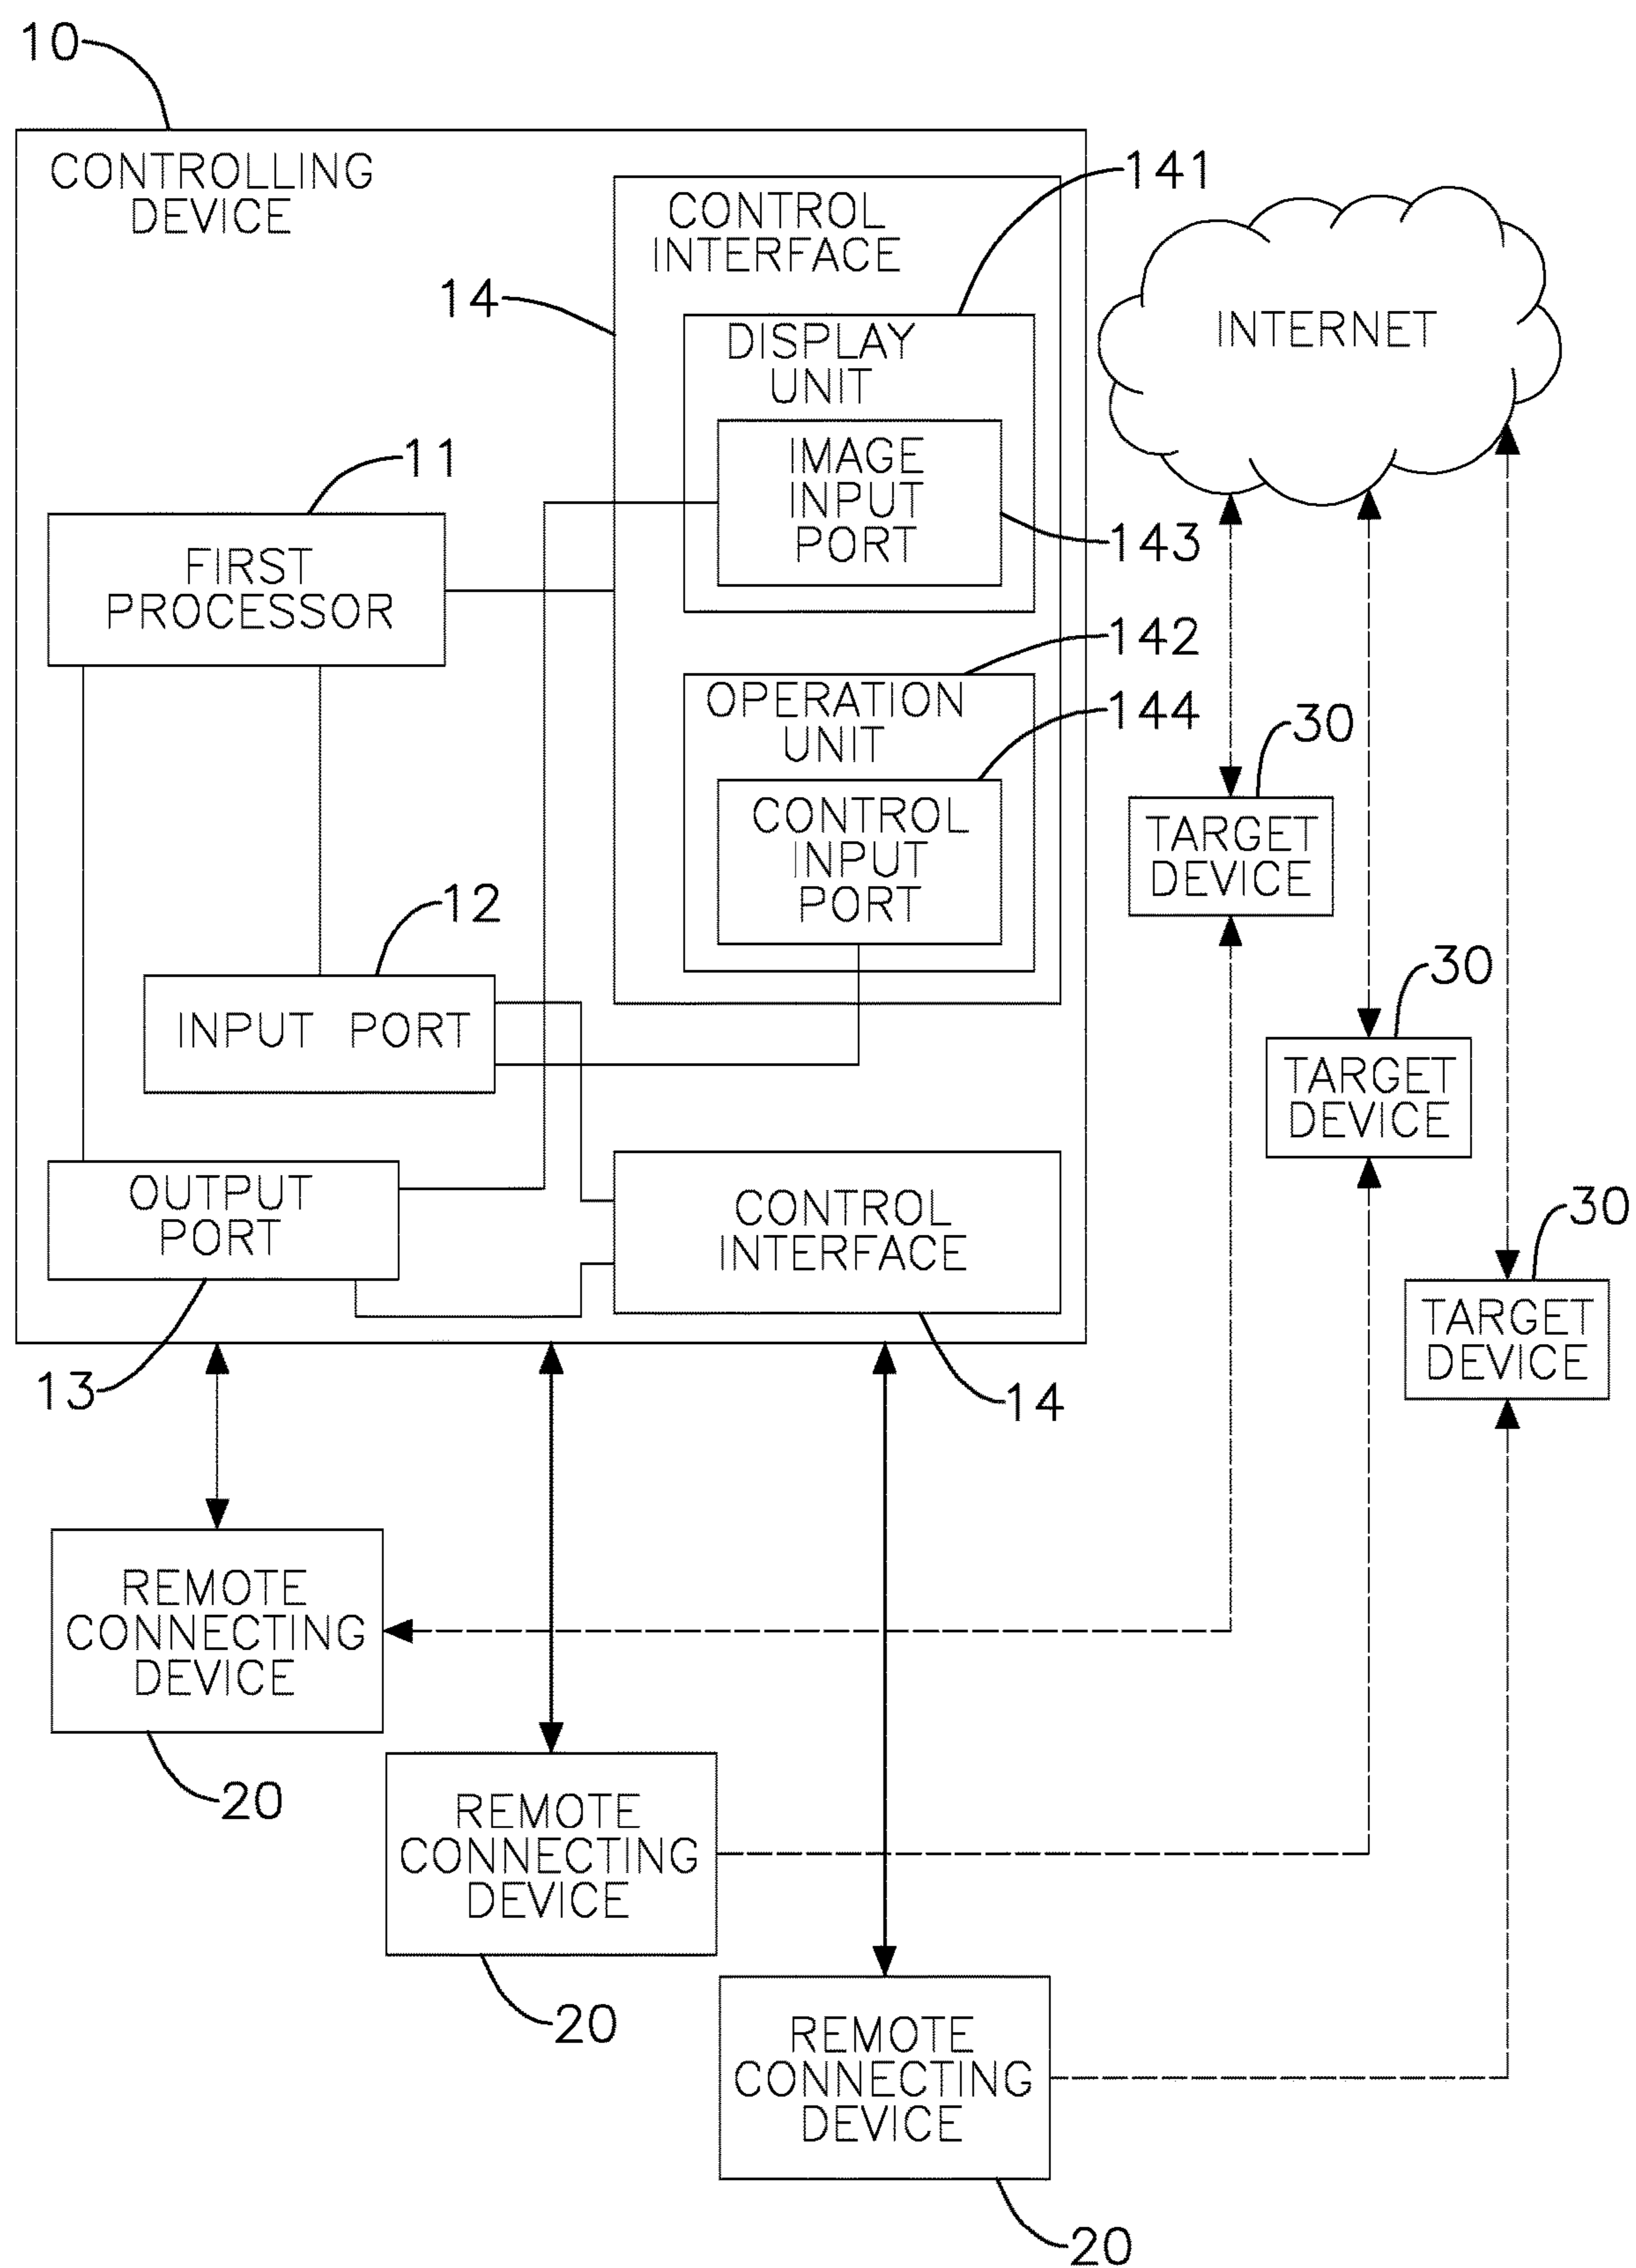 10
CONTROLLING
DEVICE
CONTROL
INTERFACE
141
14
DISPLAY
UNIT
INTERNET
11
IMAGE
INPUT
PORT
143
FIRST
PROCESSOR
142
OPERATION
UNIT
144
30
CONTROL
INPUT
PORT
TARGET
DEVICE
12
30
INPUT PORT
TARGET
DEVICE
OUTPUT
PORT
CONTROL
INTERFACE
30
TARGET
DEVICE
13
14
REMOTE
CONNECTING
DEVICE
20
REMOTE
CONNECTING
DEVICE
20
REMOTE
CONNECTING
DEVICE
20